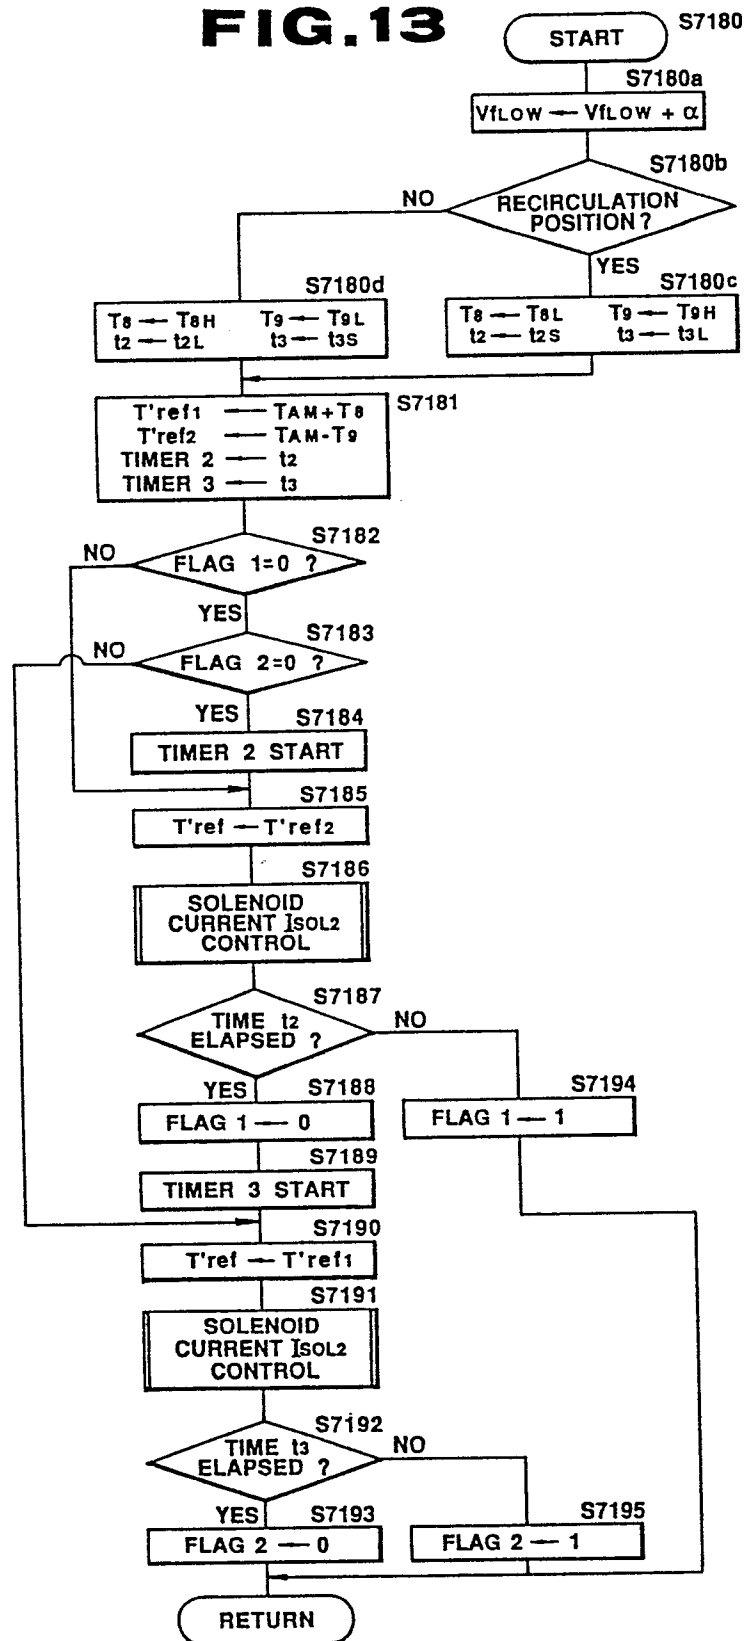 FIG.13
START
S7180
S7180a
VfLOW ← VfLOW + α
S7180b
RECIRCULATION
POSITION?
NO
YES
S7180d
T8 ← T8H T9 ← T9L
t2 ← t2L t3 ← t3S
S7180c
T8 ← T8L T9 ← T9H
t2 ← t2S t3 ← t3L
S7181
T'ref1 ← TAM+T8
T'ref2 ← TAM-T9
TIMER 2 ← t2
TIMER 3 ← t3
S7182
NO
FLAG 1=0 ?
YES
S7183
NO
FLAG 2=0 ?
YES
S7184
TIMER 2 START
S7185
T'ref ← T'ref2
S7186
SOLENOID
CURRENT ISOL2
CONTROL
S7187
TIME t2
ELAPSED ?
NO
YES
S7188
FLAG 1 ← 0
S7194
FLAG 1 ← 1
S7189
TIMER 3 START
S7190
T'ref ← T'ref1
S7191
SOLENOID
CURRENT ISOL2
CONTROL
S7192
TIME t3
ELAPSED ?
NO
YES
S7193
FLAG 2 ← 0
S7195
FLAG 2 ← 1
RETURN